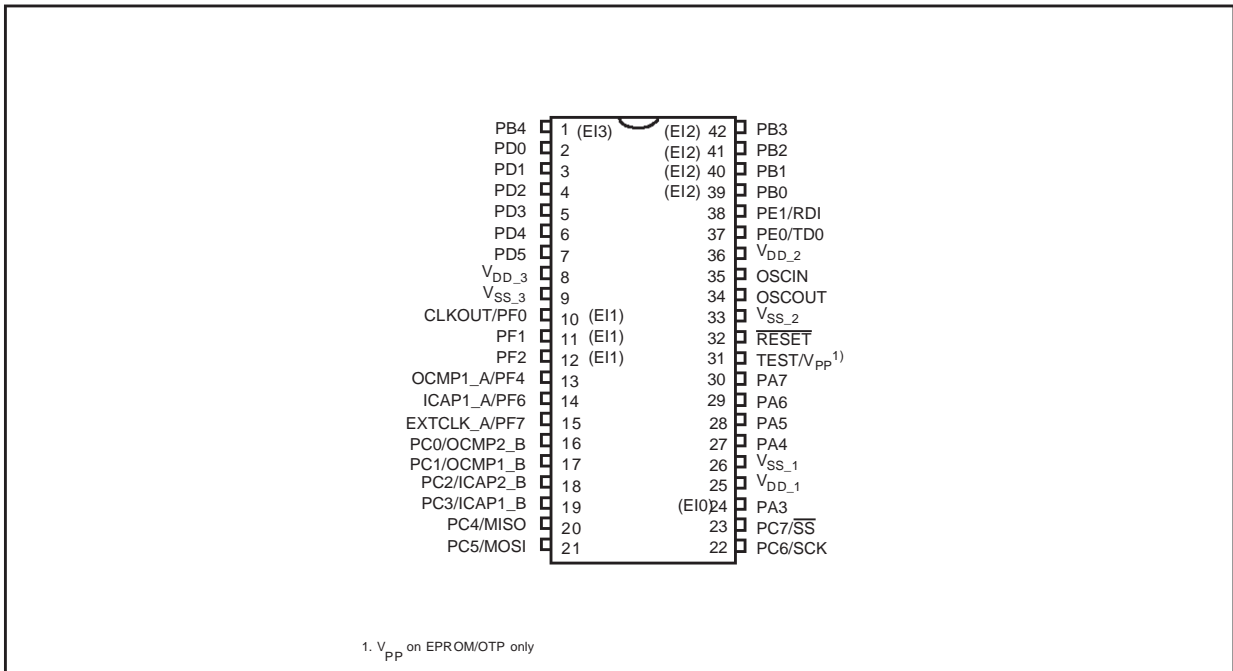 PB4 1 (EI3) (EI2) 42 PB3
PD0 2 (EI2) 41 PB2
PD1 3 (EI2) 40 PB1
PD2 4 (EI2) 39 PB0
PD3 5 38 PE1/RDI
PD4 6 37 PE0/TD0
PD5 7 36 VDD_2
VDD_3 8 35 OSCIN
VSS_3 9 34 OSCOUT
CLKOUT/PF0 10 (EI1) 33 VSS_2
PF1 11 (EI1) 32 RESET
PF2 12 (EI1) 31 TEST/VPP1)
OCMP1_A/PF4 13 30 PA7
ICAP1_A/PF6 14 29 PA6
EXTCLK_A/PF7 15 28 PA5
PC0/OCMP2_B 16 27 PA4
PC1/OCMP1_B 17 26 VSS_1
PC2/ICAP2_B 18 25 VDD_1
PC3/ICAP1_B 19 (EI0)24 PA3
PC4/MISO 20 23 PC7/SS
PC5/MOSI 21 22 PC6/SCK
1. VPP on EPROM/OTP only